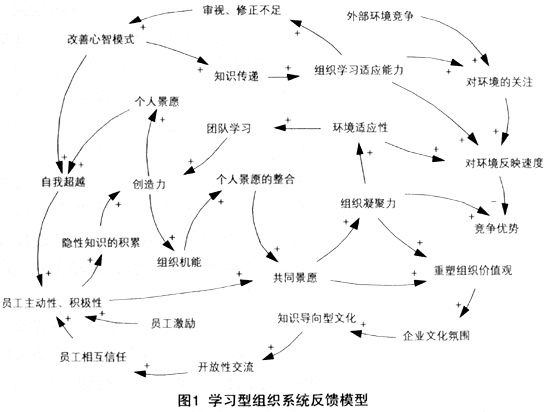 审视、修正不足
外部环境竞争
改善心智模式
知识传递
组织学习适应能力
对环境的关注
个人景愿
团队学习
环境适应性
对环境反映速度
自我超越
创造力
个人景愿的整合
组织凝聚力
竞争优势
隐性知识的积累
组织机能
共同景愿
重塑组织价值观
员工主动性、积极性
员工激励
知识导向型文化
企业文化氛围
员工相互信任
开放性交流
图1 学习型组织系统反馈模型